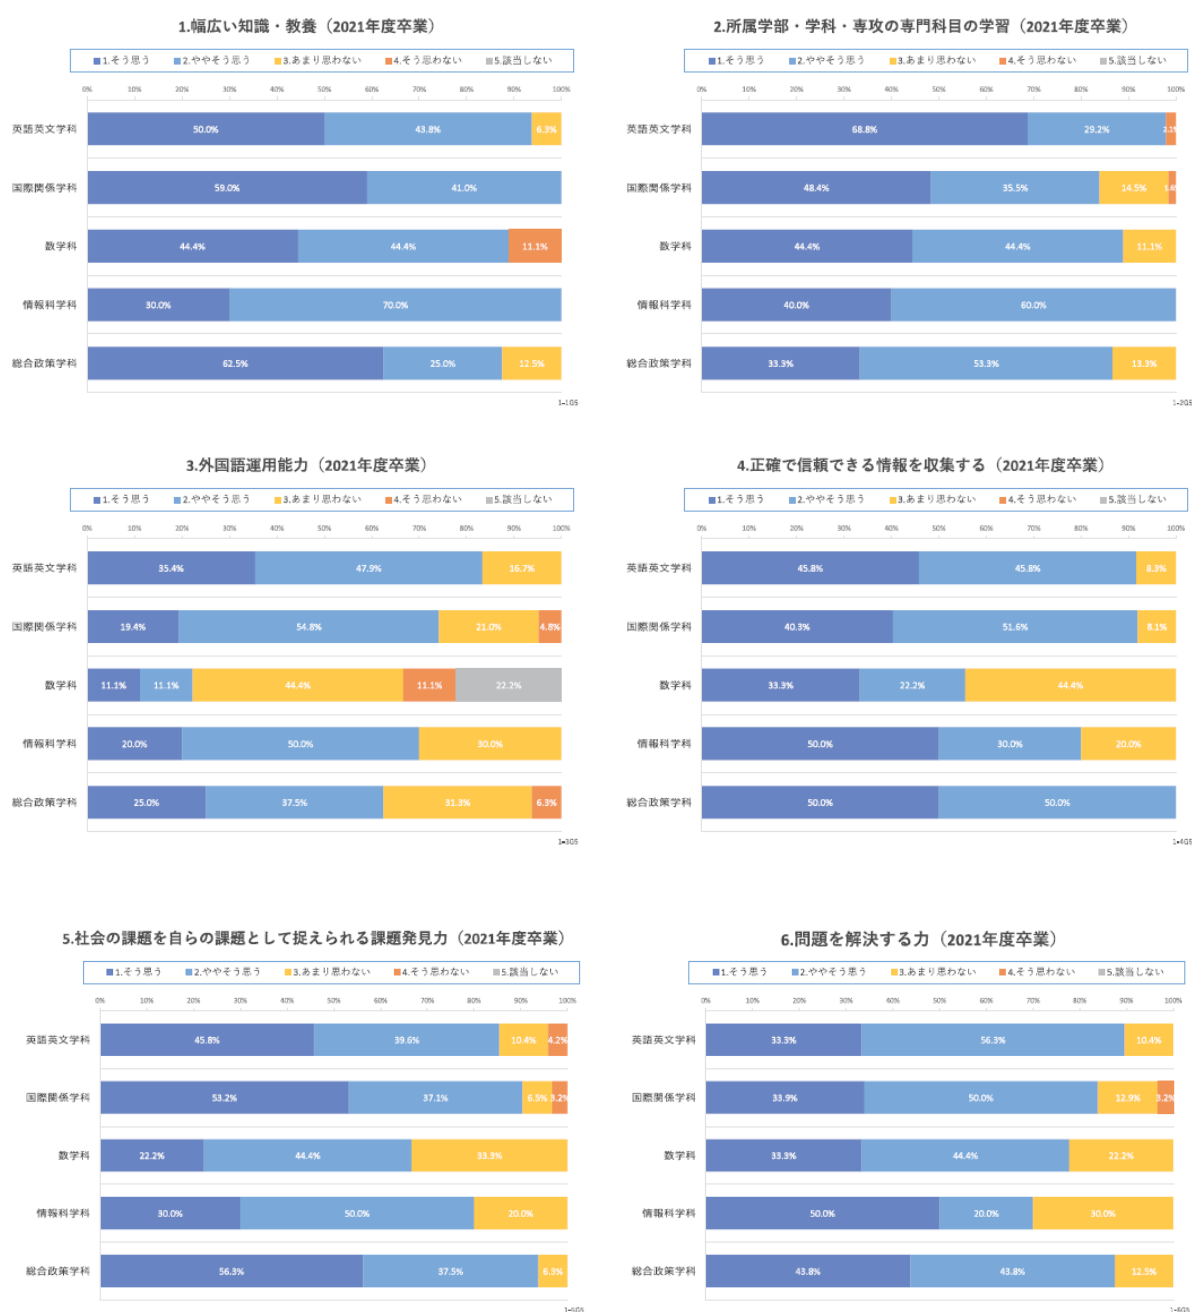 1.幅広い知識・教養（2021年度卒業）
■1.そう思う ■2.ややそう思う ■3.あまり思わない ■4.そう思わない ■5.該当しない
0% 10% 20% 30% 40% 50% 60% 70% 80% 90% 100%
英語英文学科 50.0% 43.8% 6.3%
国際関係学科 59.0% 41.0%
数学科 44.4% 44.4% 11.1%
情報科学科 30.0% 70.0%
総合政策学科 62.5% 25.0% 12.5%
1-1GS
2.所属学部・学科・専攻の専門科目の学習（2021年度卒業）
■1.そう思う ■2.ややそう思う ■3.あまり思わない ■4.そう思わない ■5.該当しない
0% 10% 20% 30% 40% 50% 60% 70% 80% 90% 100%
英語英文学科 68.8% 29.2% 2.1%
国際関係学科 48.4% 35.5% 14.5% 1.6%
数学科 44.4% 44.4% 11.1%
情報科学科 40.0% 60.0%
総合政策学科 33.3% 53.3% 13.3%
1-2GS
3.外国語運用能力（2021年度卒業）
■1.そう思う ■2.ややそう思う ■3.あまり思わない ■4.そう思わない ■5.該当しない
0% 10% 20% 30% 40% 50% 60% 70% 80% 90% 100%
英語英文学科 35.4% 47.9% 16.7%
国際関係学科 19.4% 54.8% 21.0% 4.8%
数学科 11.1% 11.1% 44.4% 11.1% 22.2%
情報科学科 20.0% 50.0% 30.0%
総合政策学科 25.0% 37.5% 31.3% 6.3%
1-3GS
4.正確で信頼できる情報を収集する（2021年度卒業）
■1.そう思う ■2.ややそう思う ■3.あまり思わない ■4.そう思わない ■5.該当しない
0% 10% 20% 30% 40% 50% 60% 70% 80% 90% 100%
英語英文学科 45.8% 45.8% 8.3%
国際関係学科 40.3% 51.6% 8.1%
数学科 33.3% 22.2% 44.4%
情報科学科 50.0% 30.0% 20.0%
総合政策学科 50.0% 50.0%
1-4GS
5.社会の課題を自らの課題として捉えられる課題発見力（2021年度卒業）
■1.そう思う ■2.ややそう思う ■3.あまり思わない ■4.そう思わない ■5.該当しない
0% 10% 20% 30% 40% 50% 60% 70% 80% 90% 100%
英語英文学科 45.8% 39.6% 10.4% 4.2%
国際関係学科 53.2% 37.1% 6.5% 3.2%
数学科 22.2% 44.4% 33.3%
情報科学科 30.0% 50.0% 20.0%
総合政策学科 56.3% 37.5% 6.3%
1-5GS
6.問題を解決する力（2021年度卒業）
■1.そう思う ■2.ややそう思う ■3.あまり思わない ■4.そう思わない ■5.該当しない
0% 10% 20% 30% 40% 50% 60% 70% 80% 90% 100%
英語英文学科 33.3% 56.3% 10.4%
国際関係学科 33.9% 50.0% 12.9% 3.2%
数学科 33.3% 44.4% 22.2%
情報科学科 50.0% 20.0% 30.0%
総合政策学科 43.8% 43.8% 12.5%
1-6GS